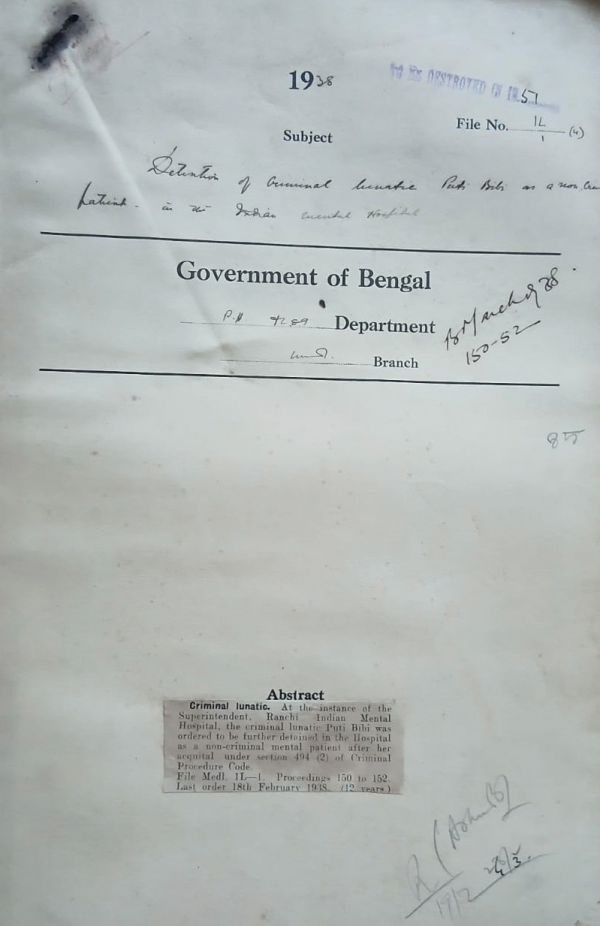 1938
TO BE DESTROYED IN 1957
Subject
File No. 1L/1 (4)
Detention of Criminal lunatic Puti Bibi as a non-Cri
patient in the Indian mental Hospital
Government of Bengal
Department
B March 38
150-52
Branch
Abstract
Criminal lunatic. At the instance of the
Superintendent, Ranchi Indian Mental
Hospital, the criminal lunatic Puti Bibi was
ordered to be further detained in the Hospital
as a non-criminal mental patient after her
acquital under section 494 (2) of Criminal
Procedure Code.
File Medl. 1L—1. Proceedings 150 to 152.
Last order 18th February 1938. (12 years)
19/2